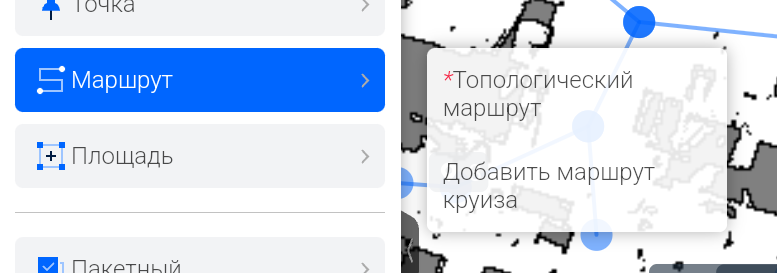 Точка
Маршрут
Площадь
Пакетный
*Топологический
маршрут
Добавить маршрут
круиза